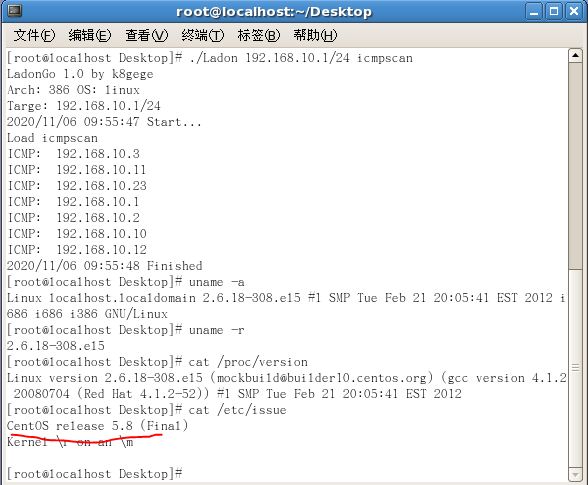 root@localhost:~/Desktop
文件(F) 编辑(E) 查看(V) 终端(T) 标签(B) 帮助(H)
[root@localhost Desktop]# ./Ladon 192.168.10.1/24 icmpscan
LadonGo 1.0 by k8gege
Arch: 386 OS: linux
Targe: 192.168.10.1/24
2020/11/06 09:55:47 Start...
Load icmpscan
ICMP:  192.168.10.3
ICMP:  192.168.10.11
ICMP:  192.168.10.23
ICMP:  192.168.10.1
ICMP:  192.168.10.2
ICMP:  192.168.10.10
ICMP:  192.168.10.12
2020/11/06 09:55:48 Finished
[root@localhost Desktop]# uname -a
Linux localhost.localdomain 2.6.18-308.el5 #1 SMP Tue Feb 21 20:05:41 EST 2012 i
686 i686 i386 GNU/Linux
[root@localhost Desktop]# uname -r
2.6.18-308.el5
[root@localhost Desktop]# cat /proc/version
Linux version 2.6.18-308.el5 (mockbuild@builder10.centos.org) (gcc version 4.1.2
 20080704 (Red Hat 4.1.2-52)) #1 SMP Tue Feb 21 20:05:41 EST 2012
[root@localhost Desktop]# cat /etc/issue
CentOS release 5.8 (Final)
Kernel \r on an \m
[root@localhost Desktop]#